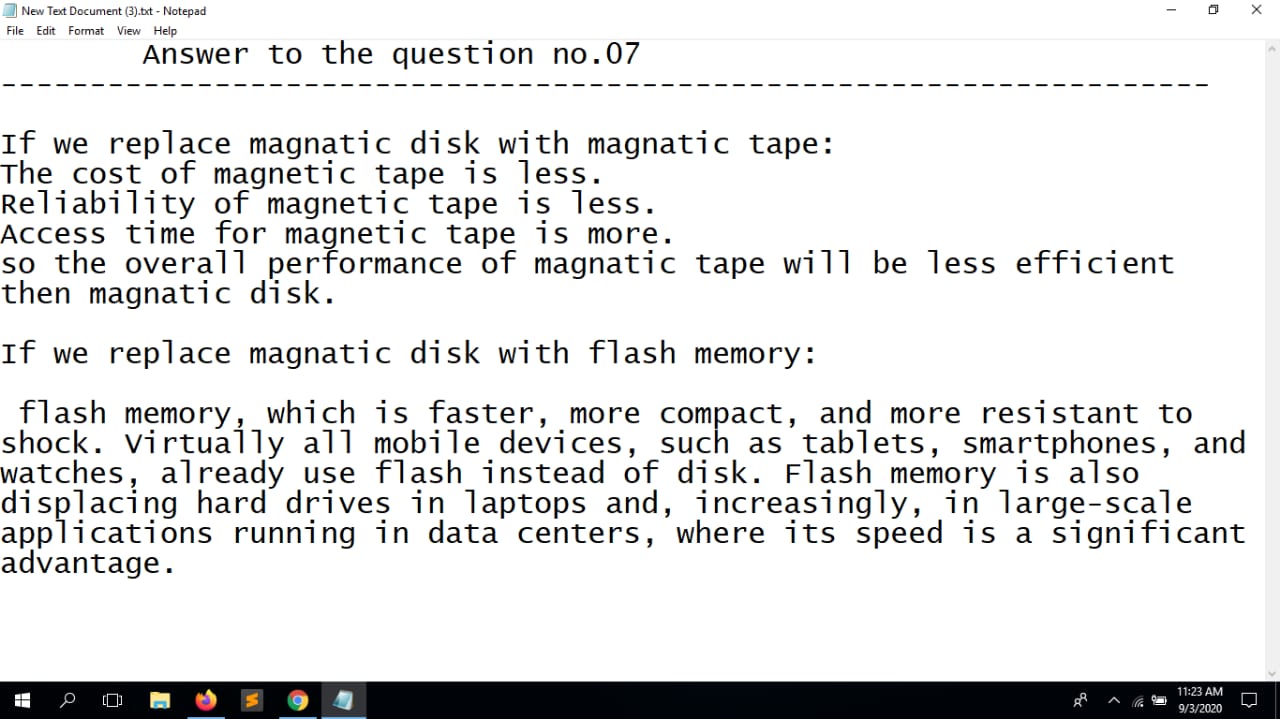 New Text Document (3).txt - Notepad
File Edit Format View Help
Answer to the question no.07
--------------------------------------------------------------------
If we replace magnatic disk with magnatic tape:
The cost of magnetic tape is less.
Reliability of magnetic tape is less.
Access time for magnetic tape is more.
so the overall performance of magnatic tape will be less efficient
then magnatic disk.
If we replace magnatic disk with flash memory:
flash memory, which is faster, more compact, and more resistant to
shock. Virtually all mobile devices, such as tablets, smartphones, and
watches, already use flash instead of disk. Flash memory is also
displacing hard drives in laptops and, increasingly, in large-scale
applications running in data centers, where its speed is a significant
advantage.
11:23 AM
9/3/2020